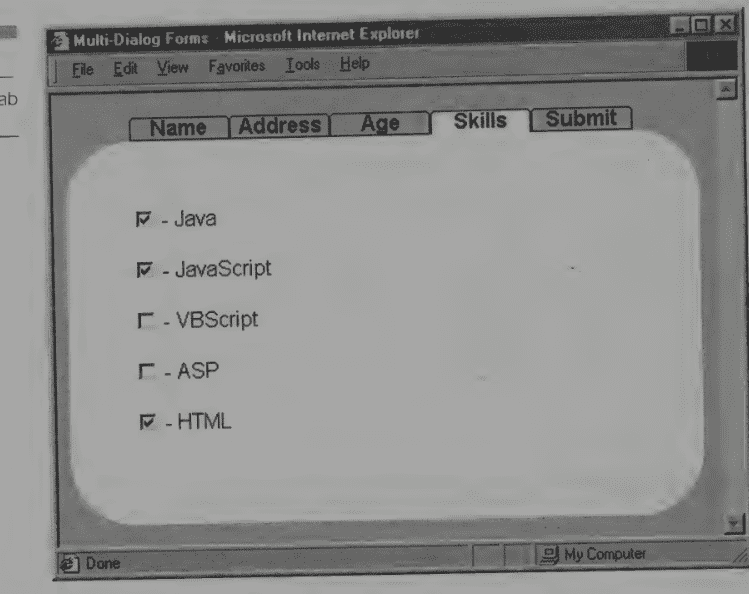 ab
Multi-Dialog Forms - Microsoft Internet Explorer
File Edit View Favorites Tools Help
Name Address Age Skills Submit
- Java
- JavaScript
- VBScript
- ASP
- HTML
Done My Computer